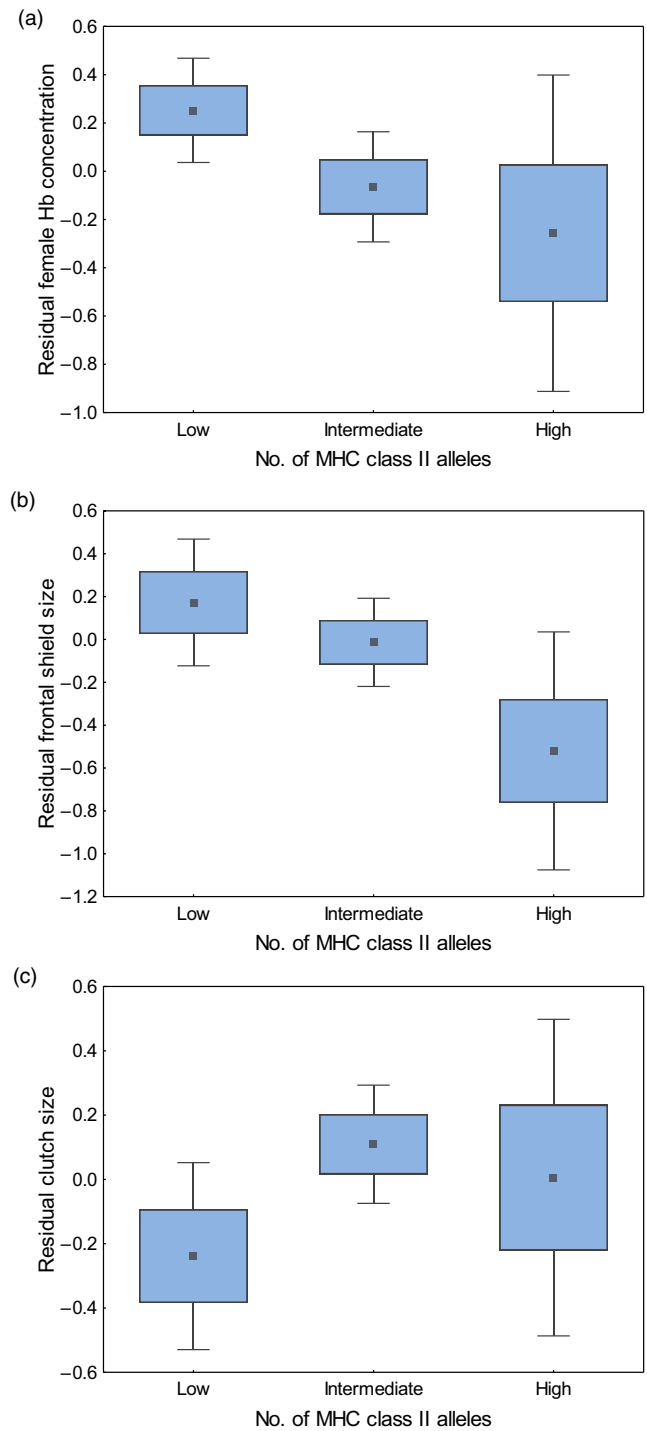 (a)
Residual female Hb concentration
0.6
0.4
0.2
0.0
−0.2
−0.4
−0.6
−0.8
−1.0
Low Intermediate High
No. of MHC class II alleles
(b)
Residual frontal shield size
0.6
0.4
0.2
0.0
−0.2
−0.4
−0.6
−0.8
−1.0
−1.2
Low Intermediate High
No. of MHC class II alleles
(c)
Residual clutch size
0.6
0.4
0.2
0.0
−0.2
−0.4
−0.6
Low Intermediate High
No. of MHC class II alleles